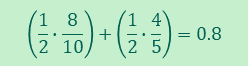 (1/2 · 8/10) + (1/2 · 4/5) = 0.8